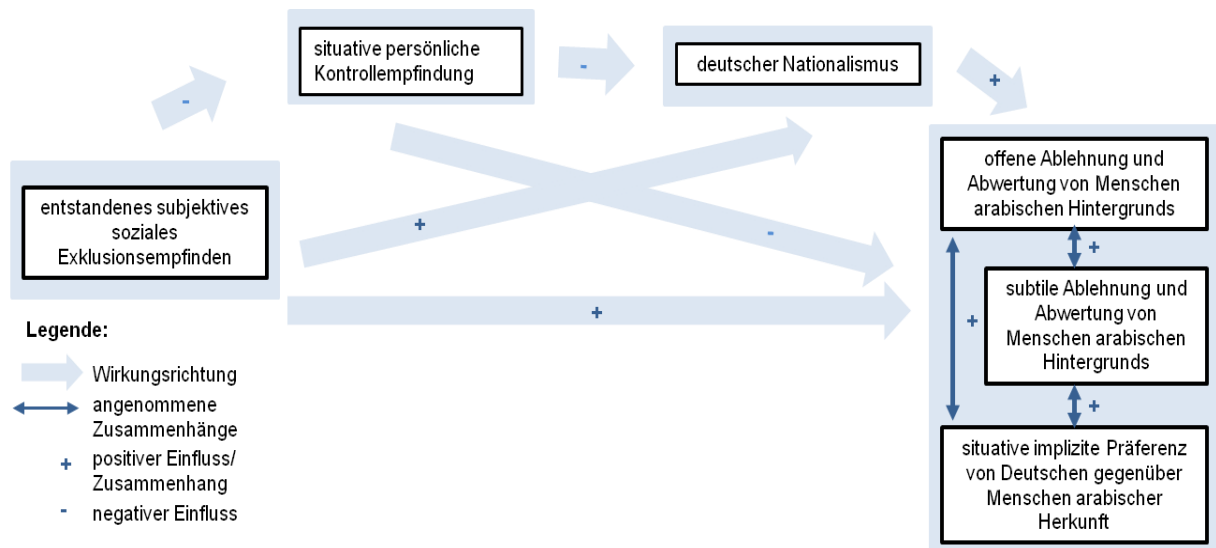 situative persönliche
Kontrollempfindung
-
deutscher Nationalismus
+
-
entstandenes subjektives
soziales
Exklusionsempfinden
+
-
+
offene Ablehnung und
Abwertung von Menschen
arabischen Hintergrunds
+
+
subtile Ablehnung und
Abwertung von
Menschen arabischen
Hintergrunds
+
situative implizite Präferenz
von Deutschen gegenüber
Menschen arabischer
Herkunft
Legende:
Wirkungsrichtung
angenommene
Zusammenhänge
+ positiver Einfluss/
Zusammenhang
- negativer Einfluss